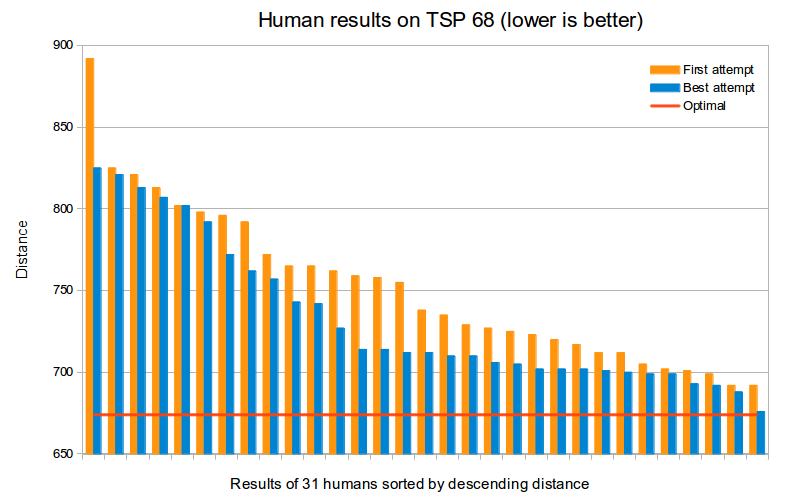 Human results on TSP 68 (lower is better)
900
850
800
750
700
650
Distance
First attempt
Best attempt
Optimal
Results of 31 humans sorted by descending distance